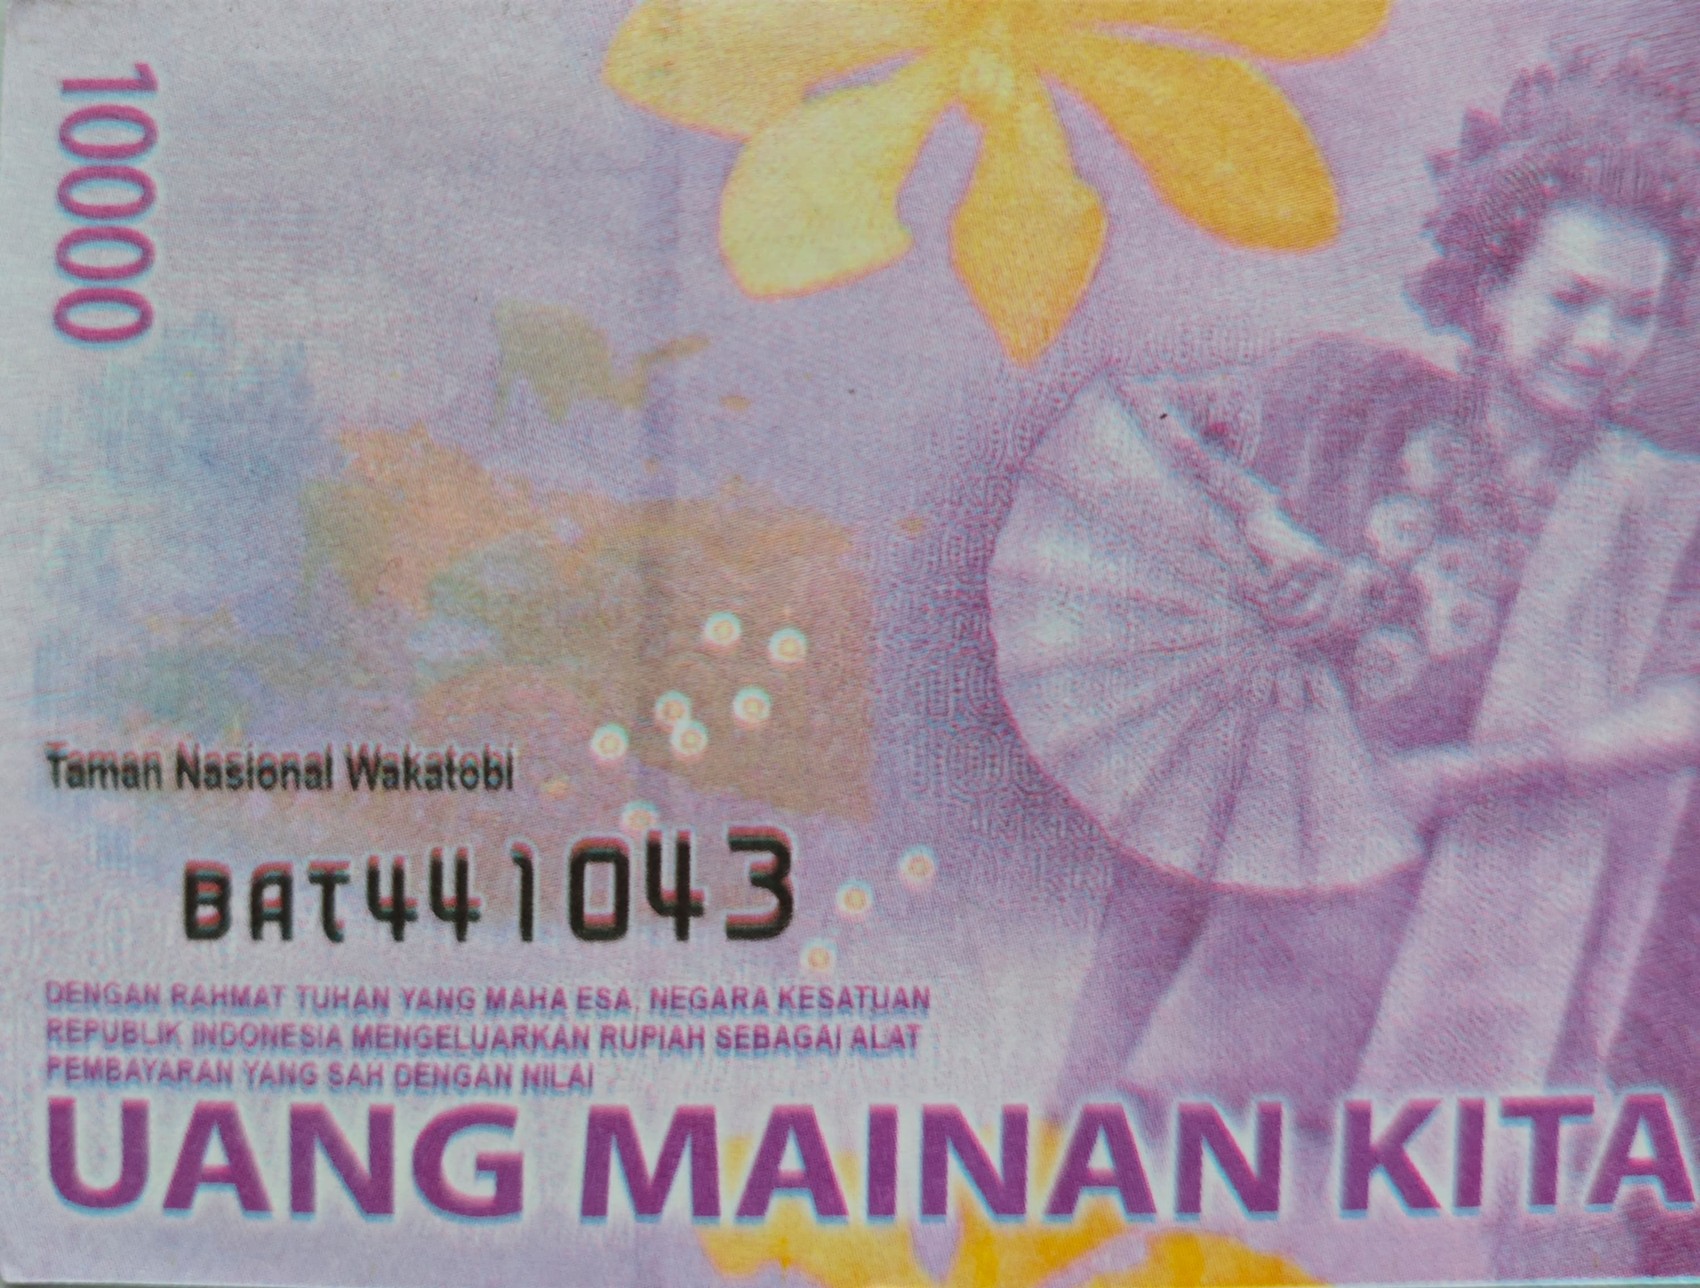 10000
Taman Nasional Wakatobi
BAT441043
DENGAN RAHMAT TUHAN YANG MAHA ESA, NEGARA KESATUAN
REPUBLIK INDONESIA MENGELUARKAN RUPIAH SEBAGAI ALAT
PEMBAYARAN YANG SAH DENGAN NILAI
UANG MAINAN KITA